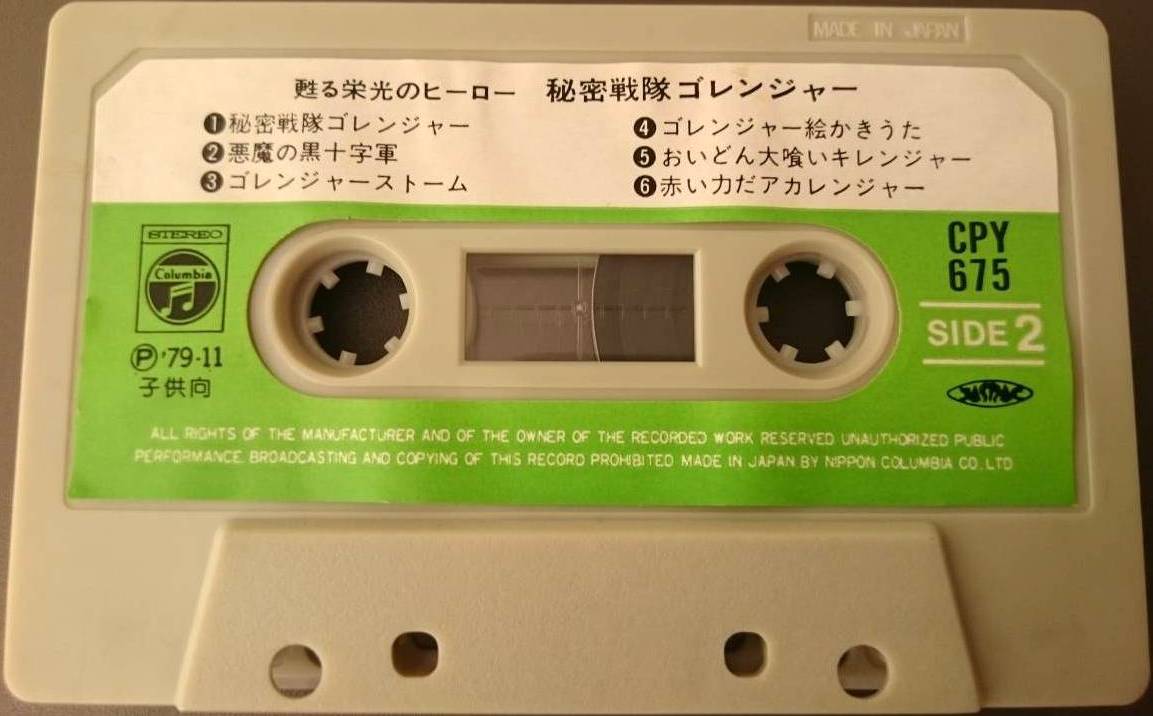 MADE IN JAPAN
甦る栄光のヒーロー 秘密戦隊ゴレンジャー
❶秘密戦隊ゴレンジャー
❷悪魔の黒十字軍
❸ゴレンジャーストーム
❹ゴレンジャー絵かきうた
❺おいどん大喰いキレンジャー
❻赤い力だアカレンジャー
STEREO
Columbia
Ⓟ'79-11
子供向
CPY
675
SIDE 2
ALL RIGHTS OF THE MANUFACTURER AND OF THE OWNER OF THE RECORDED WORK RESERVED UNAUTHORIZED PUBLIC
PERFORMANCE. BROADCASTING AND COPYING OF THIS RECORD PROHIBITED MADE IN JAPAN BY NIPPON COLUMBIA CO.LTD